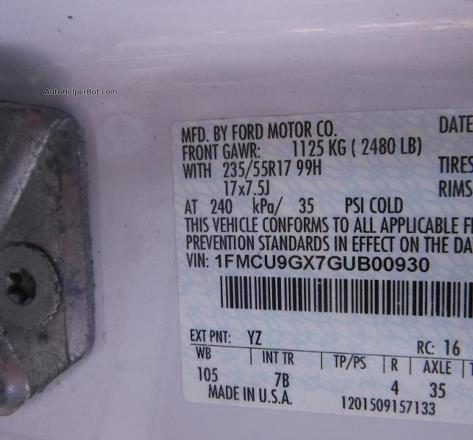 AutoHelperBot.com
MFD. BY FORD MOTOR CO. DATE
FRONT GAWR: 1125 KG ( 2480 LB)
WITH 235/55R17 99H TIRES
17x7.5J RIMS
AT 240 kPa/ 35 PSI COLD
THIS VEHICLE CONFORMS TO ALL APPLICABLE F
PREVENTION STANDARDS IN EFFECT ON THE DA
VIN: 1FMCU9GX7GUB00930
EXT PNT: YZ RC: 16
WB INT TR TP/PS R AXLE
105 7B 4 35
MADE IN U.S.A.
1201509157133